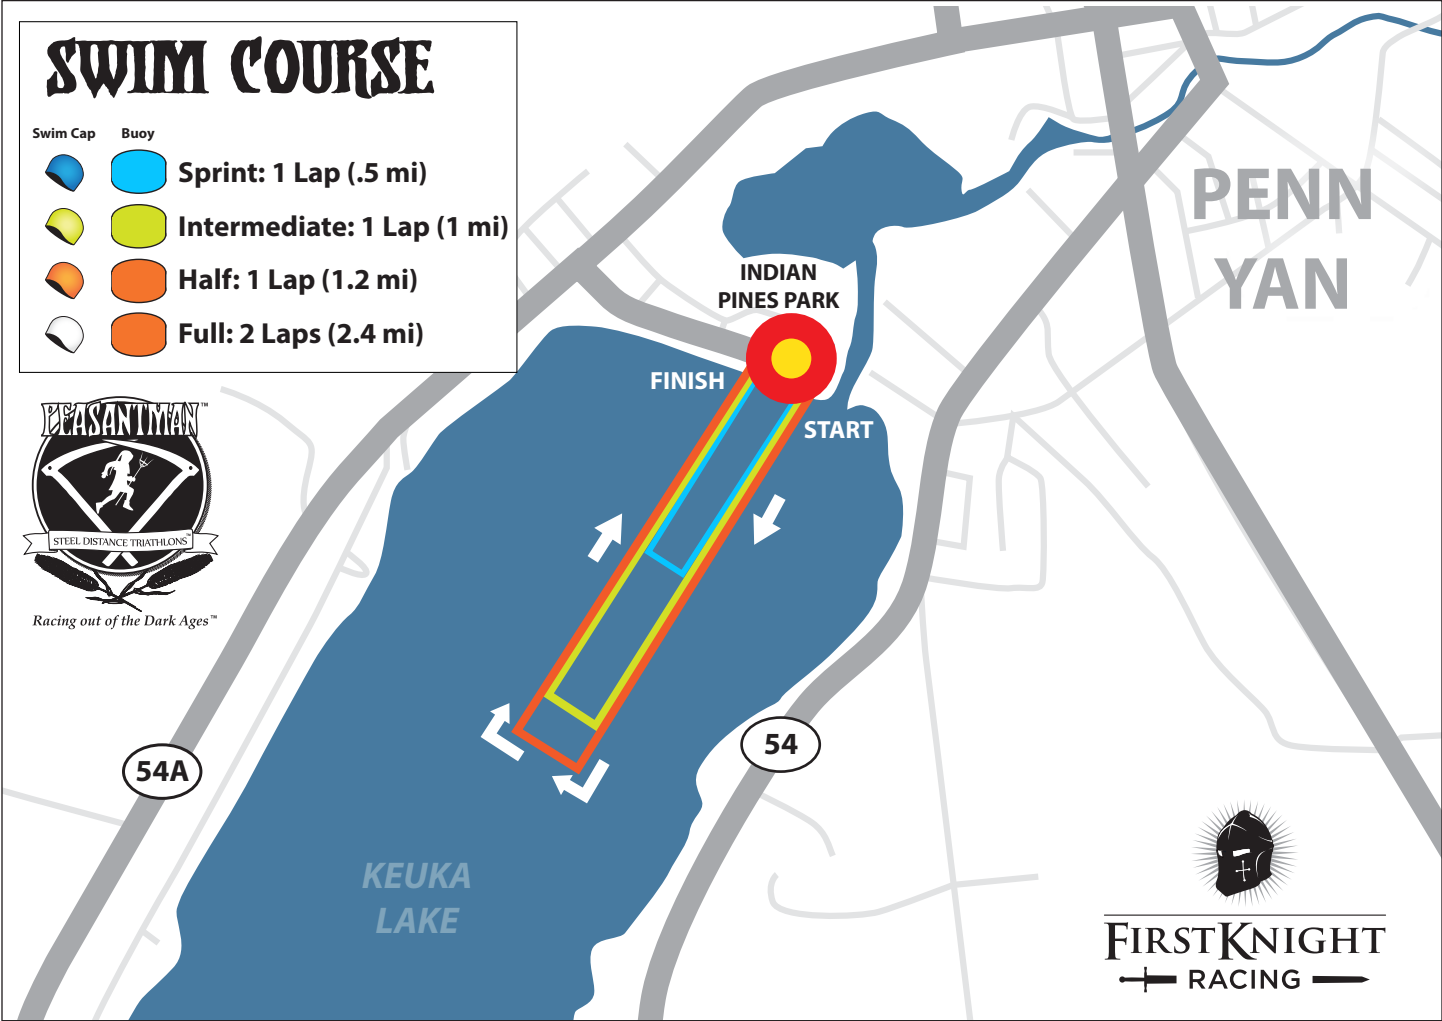 SWIM COURSE
Swim Cap Buoy
Sprint: 1 Lap (.5 mi)
Intermediate: 1 Lap (1 mi)
Half: 1 Lap (1.2 mi)
Full: 2 Laps (2.4 mi)
PEASANTMAN™
STEEL DISTANCE TRIATHLONS™
Racing out of the Dark Ages™
PENN
YAN
INDIAN
PINES PARK
FINISH
START
54A
54
KEUKA
LAKE
FIRSTKNIGHT
RACING